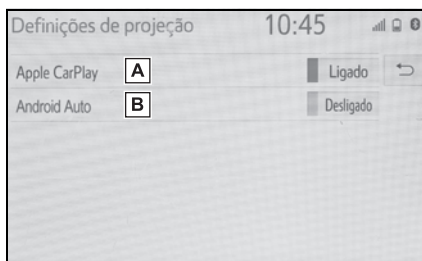 Definições de projeção 10:45
Apple CarPlay A Ligado
Android Auto B Desligado